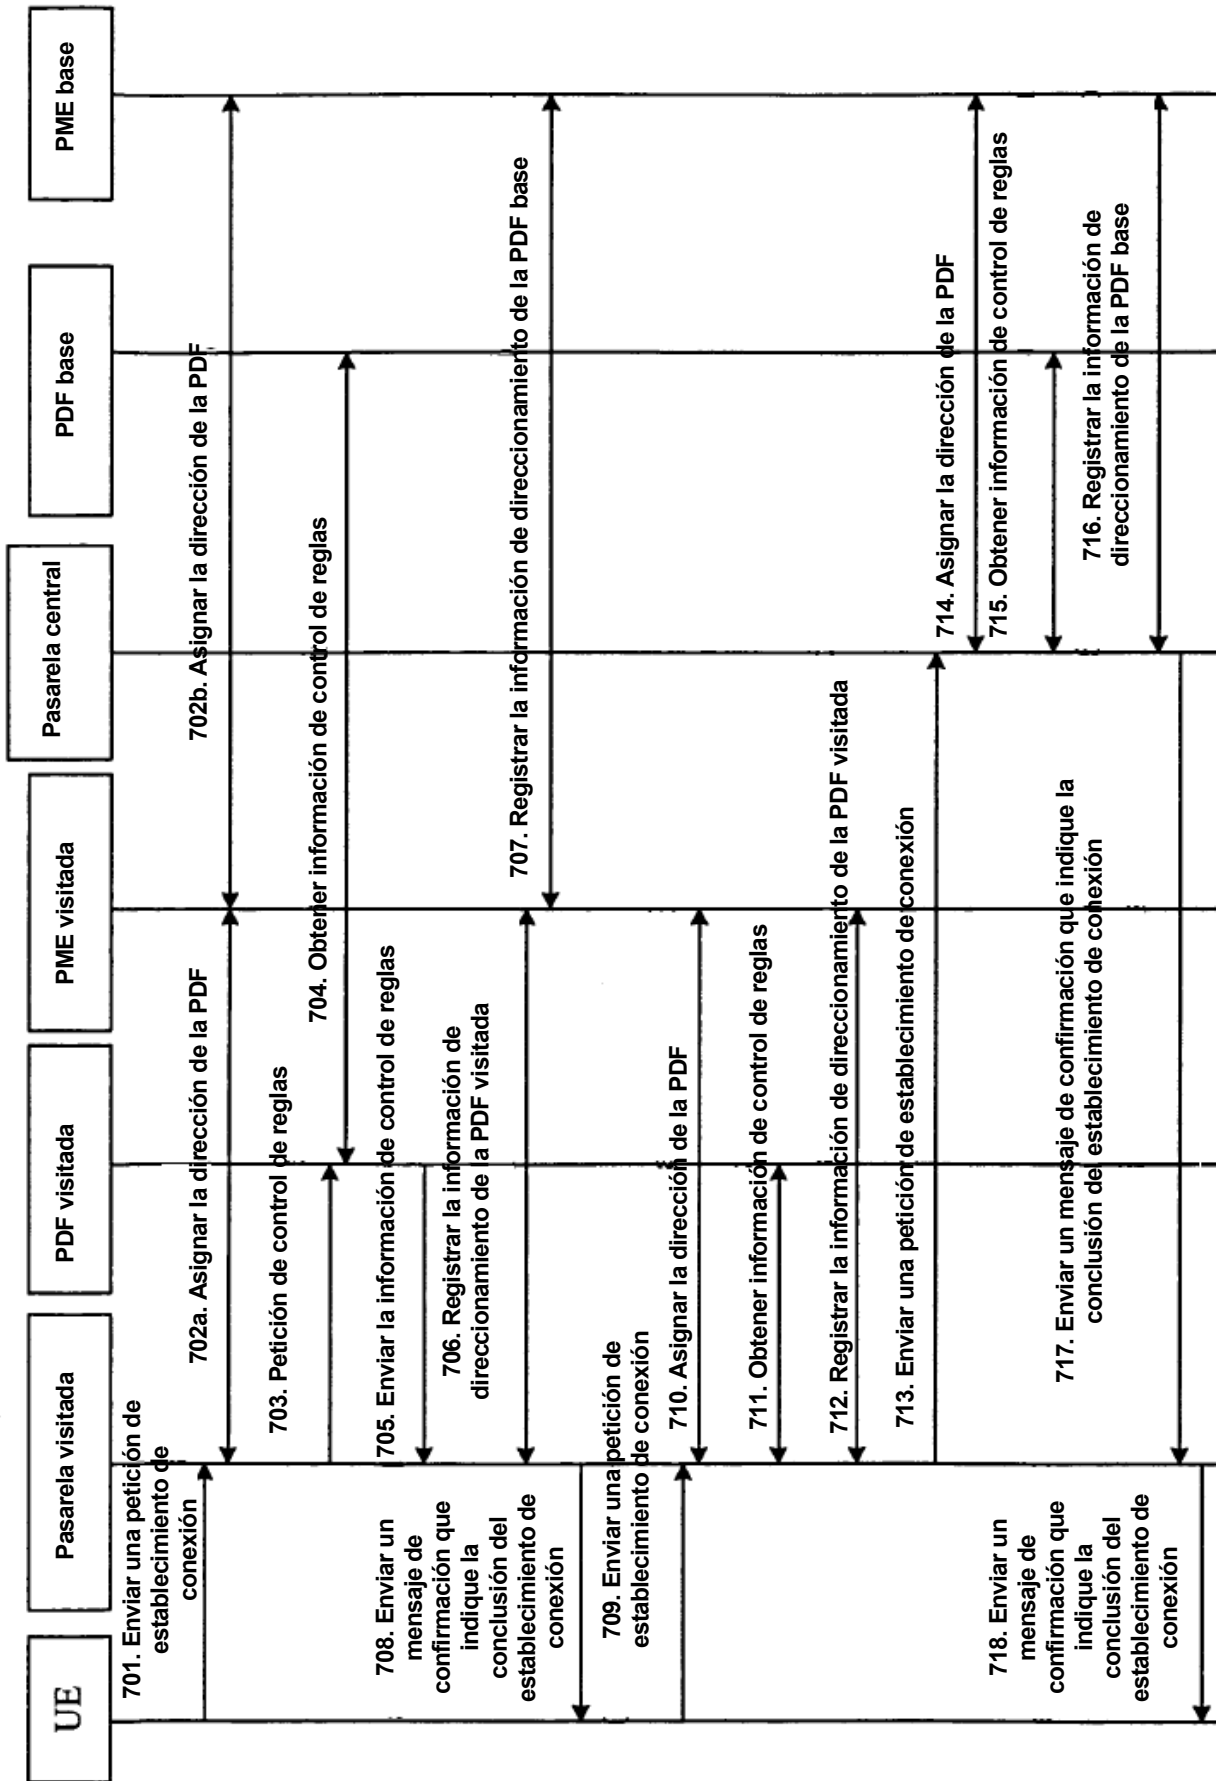 UE
Pasarela visitada
PDF visitada
PME visitada
Pasarela central
PDF base
PME base
701. Enviar una petición de
establecimiento de
conexión
702a. Asignar la dirección de la PDF
702b. Asignar la dirección de la PDF
703. Petición de control de reglas
704. Obtener información de control de reglas
705. Enviar la información de control de reglas
706. Registrar la información de
direccionamiento de la PDF visitada
707. Registrar la información de direccionamiento de la PDF base
708. Enviar un
mensaje de
confirmación que
indique la
conclusión del
establecimiento de
conexión
709. Enviar una petición de
establecimiento de conexión
710. Asignar la dirección de la PDF
711. Obtener información de control de reglas
712. Registrar la información de direccionamiento de la PDF visitada
713. Enviar una petición de establecimiento de conexión
714. Asignar la dirección de la PDF
715. Obtener información de control de reglas
716. Registrar la información de
direccionamiento de la PDF base
717. Enviar un mensaje de confirmación que indique la
conclusión del establecimiento de conexión
718. Enviar un
mensaje de
confirmación que
indique la
conclusión del
establecimiento de
conexión